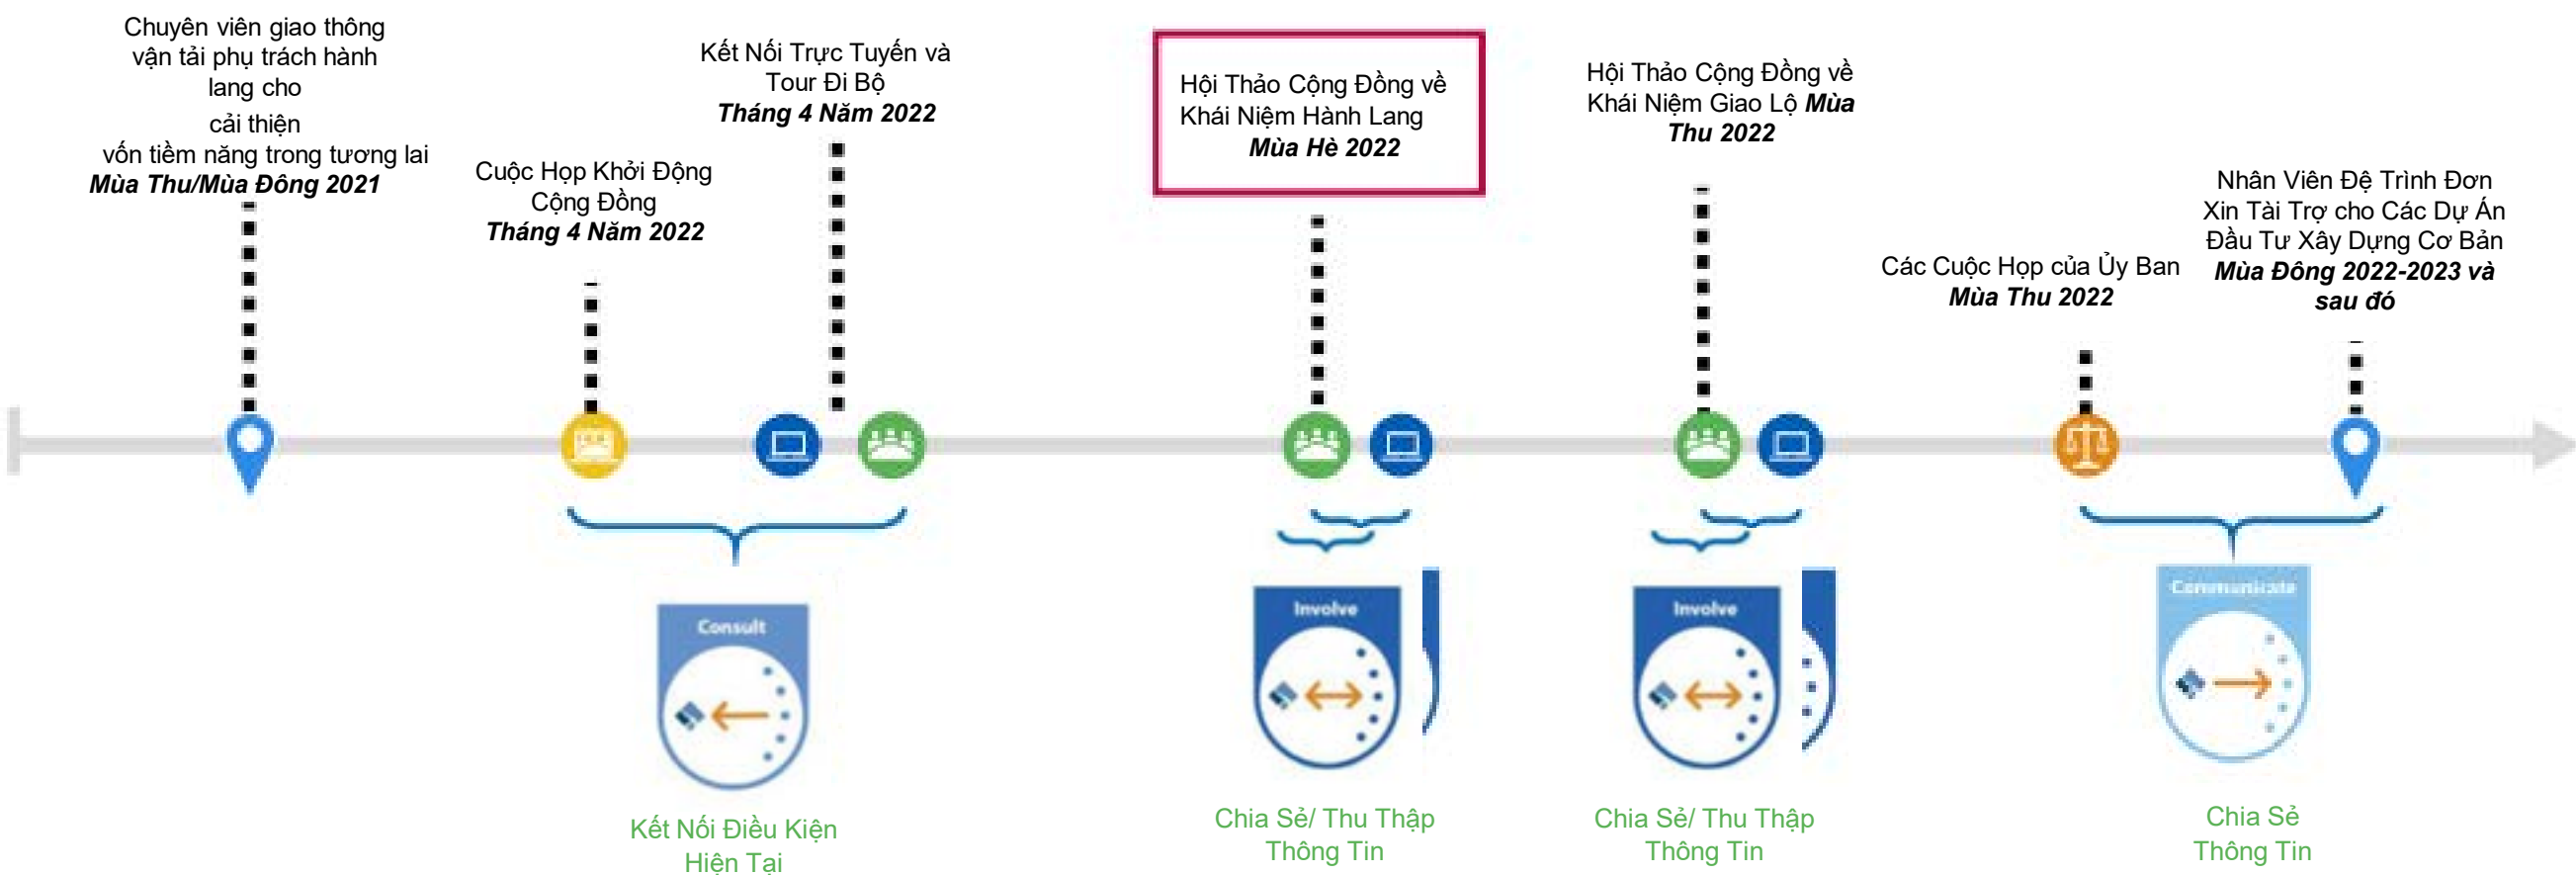 Chuyên viên giao thông
vận tải phụ trách hành
lang cho
cải thiện
vốn tiềm năng trong tương lai
Mùa Thu/Mùa Đông 2021
Cuộc Họp Khởi Động
Cộng Đồng
Tháng 4 Năm 2022
Kết Nối Trực Tuyến và
Tour Đi Bộ
Tháng 4 Năm 2022
Hội Thảo Cộng Đồng về
Khái Niệm Hành Lang
Mùa Hè 2022
Hội Thảo Cộng Đồng về
Khái Niệm Giao Lộ Mùa
Thu 2022
Các Cuộc Họp của Ủy Ban
Mùa Thu 2022
Nhân Viên Đệ Trình Đơn
Xin Tài Trợ cho Các Dự Án
Đầu Tư Xây Dựng Cơ Bản
Mùa Đông 2022-2023 và
sau đó
Consult
Involve
Involve
Communicate
Kết Nối Điều Kiện
Hiện Tại
Chia Sẻ/ Thu Thập
Thông Tin
Chia Sẻ/ Thu Thập
Thông Tin
Chia Sẻ
Thông Tin